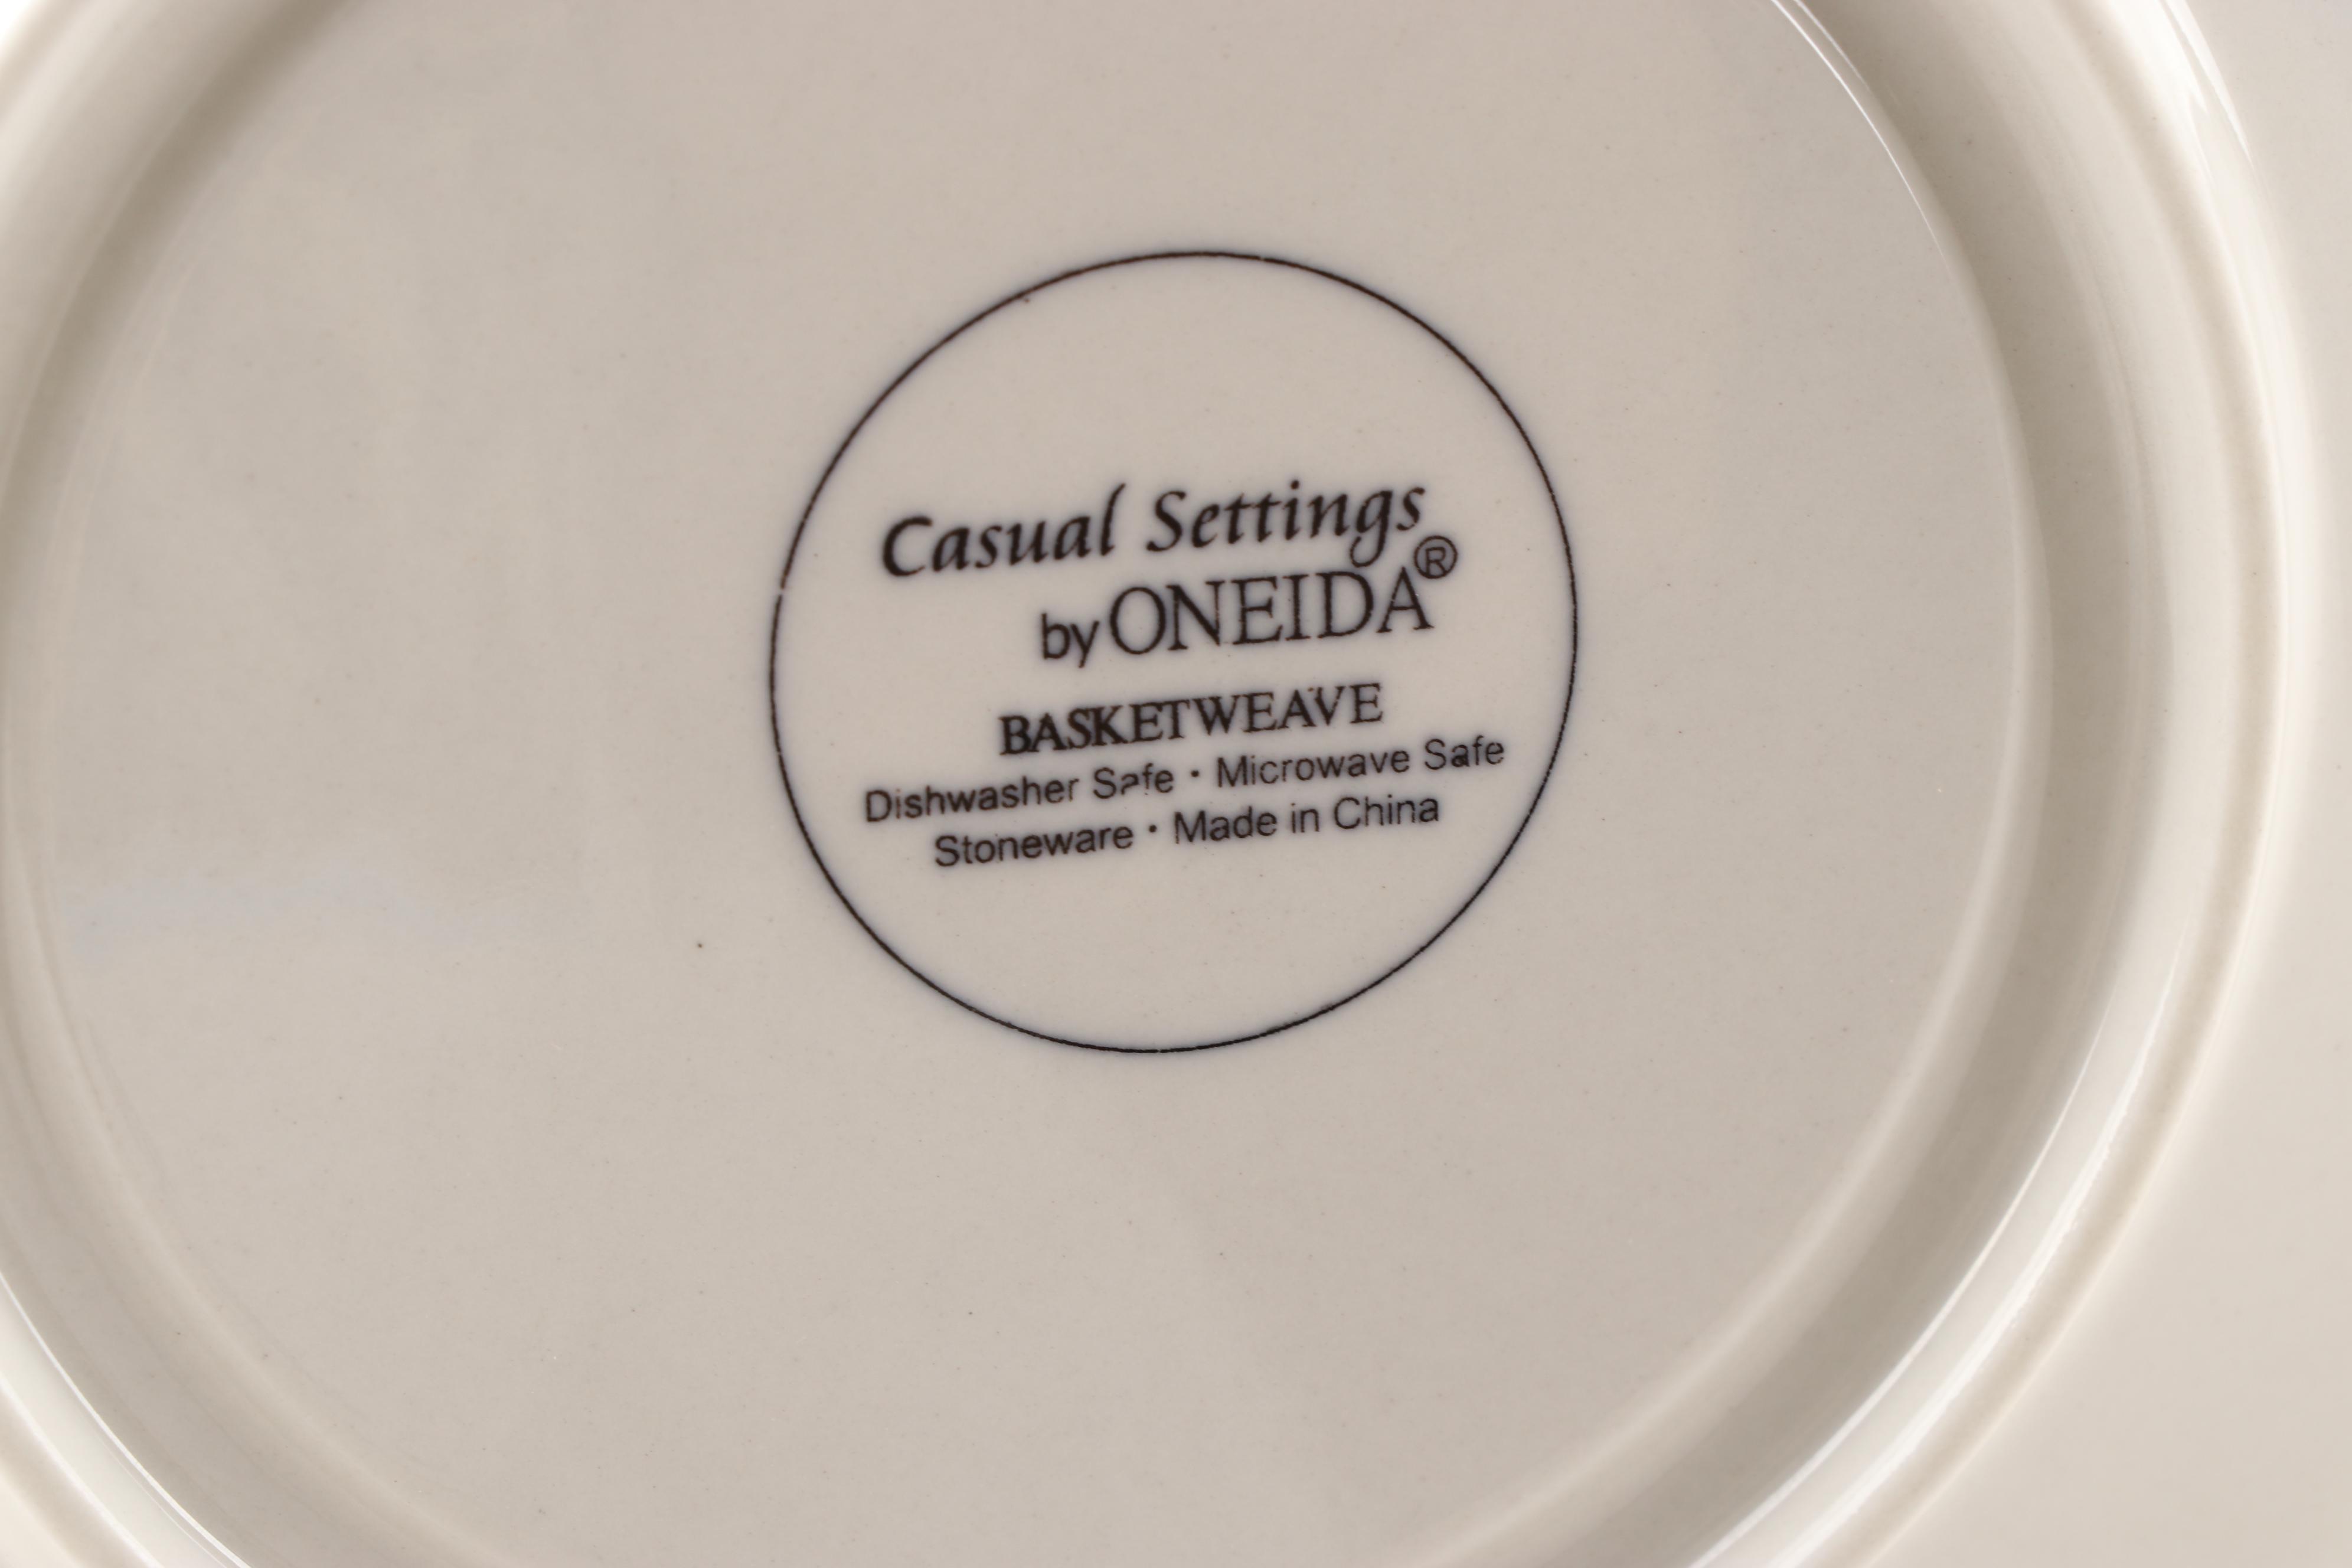 Casual Settings
by ONEIDA®
BASKETWEAVE
Dishwasher Safe · Microwave Safe
Stoneware · Made in China